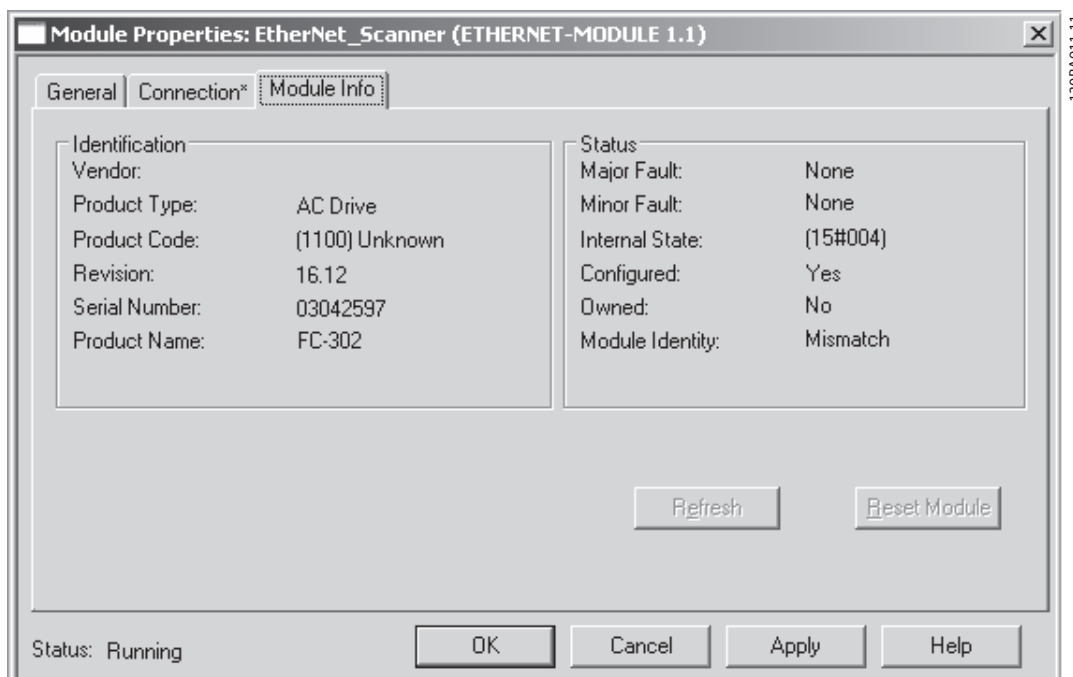 Module Properties: EtherNet_Scanner (ETHERNET-MODULE 1.1)
General
Connection*
Module Info
Identification
Vendor:
Product Type: AC Drive
Product Code: (1100) Unknown
Revision: 16.12
Serial Number: 03042597
Product Name: FC-302
Status
Major Fault: None
Minor Fault: None
Internal State: (15#004)
Configured: Yes
Owned: No
Module Identity: Mismatch
Refresh
Reset Module
Status: Running
OK
Cancel
Apply
Help